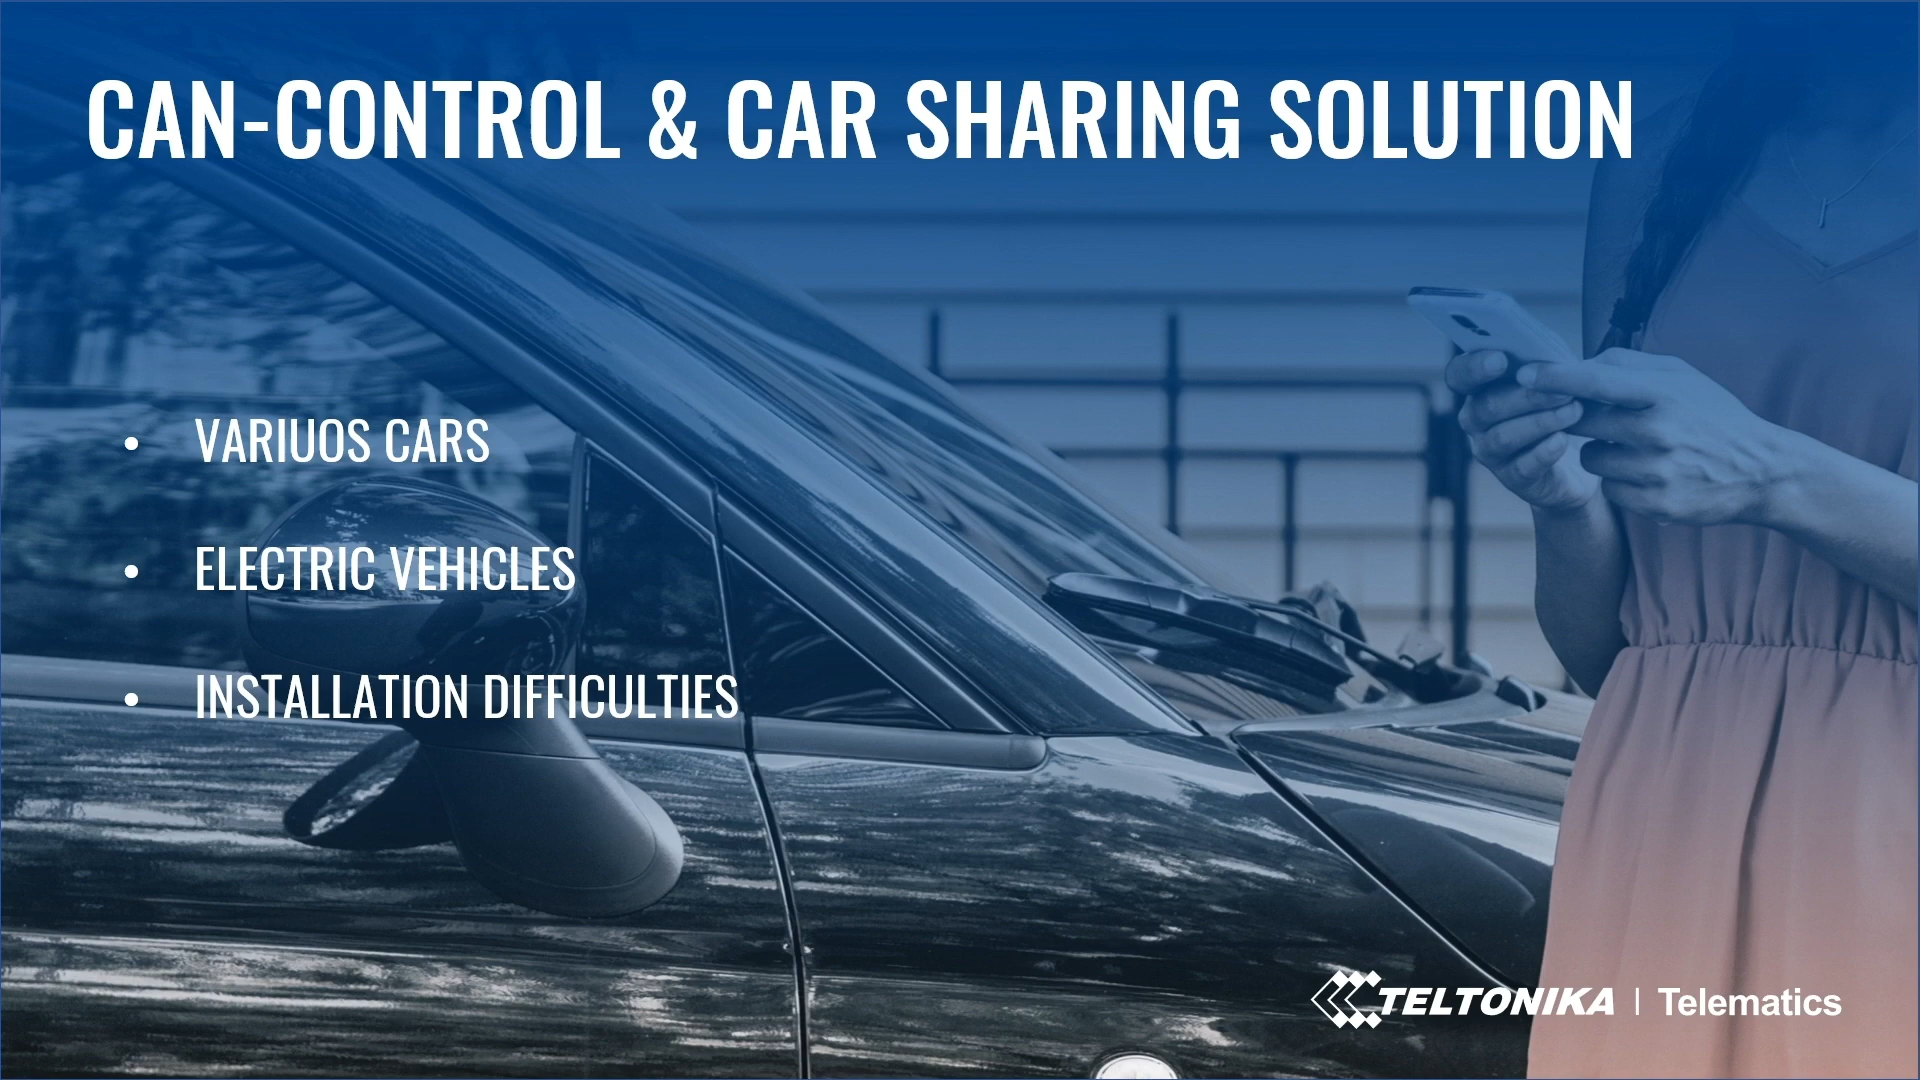 CAN-CONTROL & CAR SHARING SOLUTION
• VARIUOS CARS
• ELECTRIC VEHICLES
• INSTALLATION DIFFICULTIES
TELTONIKA | Telematics